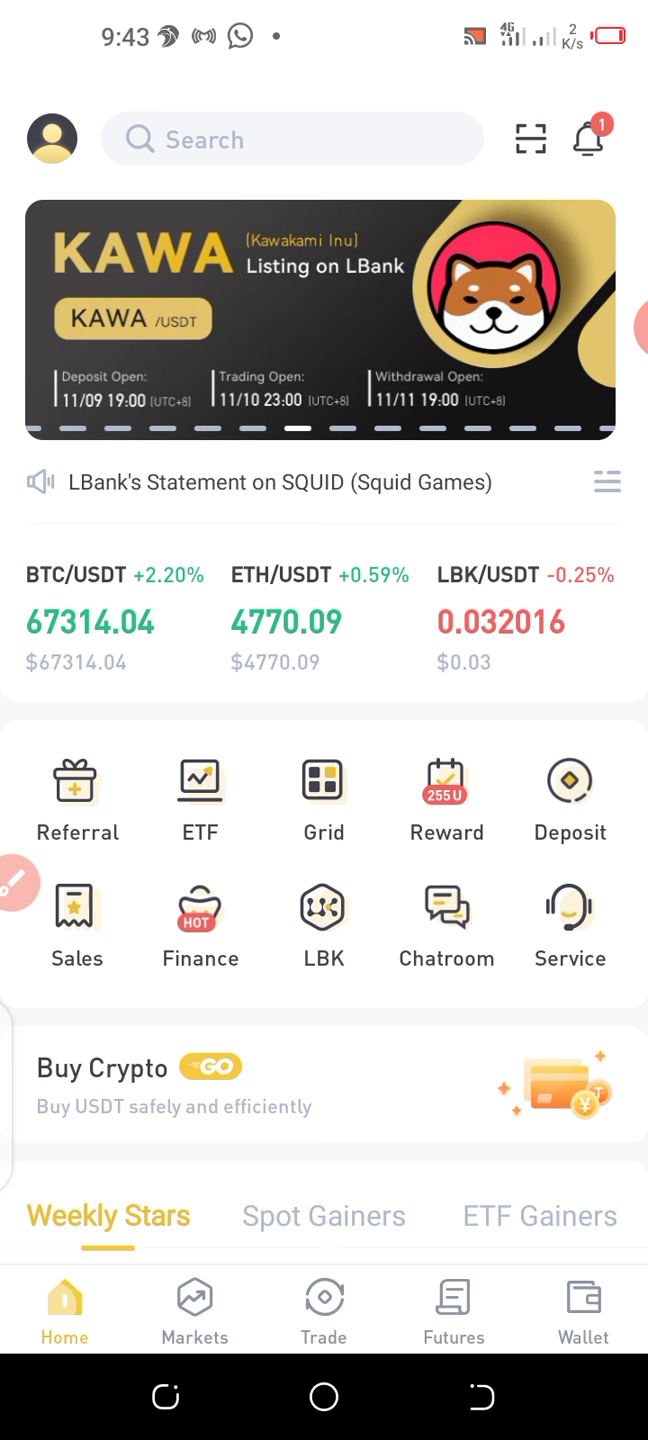 9:43
4G
2
K/s
Search
1
KAWA (Kawakami Inu)
Listing on LBank
KAWA /USDT
Deposit Open: Trading Open: Withdrawal Open:
11/09 19:00 (UTC+8) 11/10 23:00 (UTC+8) 11/11 19:00 (UTC+8)
LBank's Statement on SQUID (Squid Games)
BTC/USDT +2.20% ETH/USDT +0.59% LBK/USDT -0.25%
67314.04 4770.09 0.032016
$67314.04 $4770.09 $0.03
255 U
Referral ETF Grid Reward Deposit
HOT
Sales Finance LBK Chatroom Service
Buy Crypto GO
Buy USDT safely and efficiently
¥ T
Weekly Stars Spot Gainers ETF Gainers
Home Markets Trade Futures Wallet